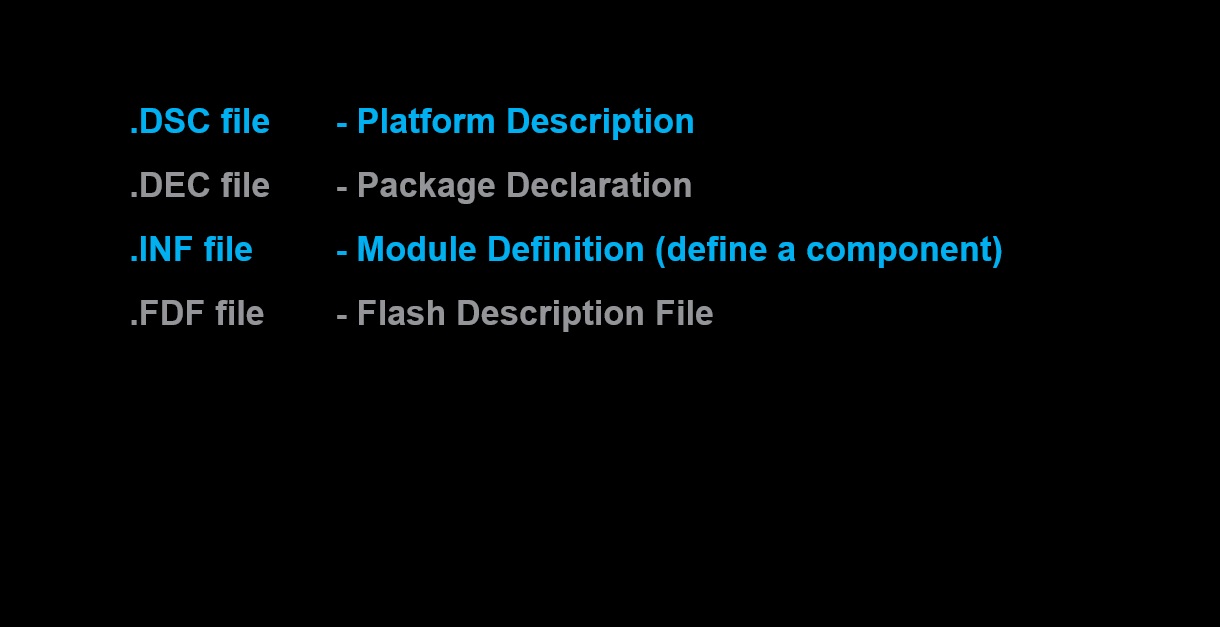 .DSC file - Platform Description
.DEC file - Package Declaration
.INF file - Module Definition (define a component)
.FDF file - Flash Description File